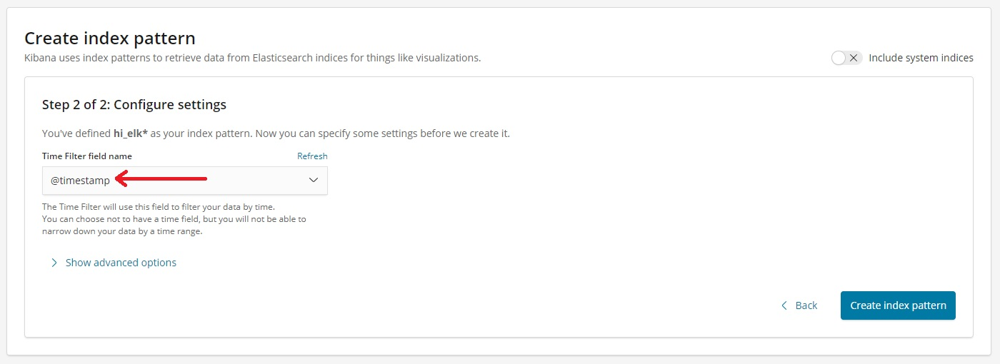 Create index pattern
Kibana uses index patterns to retrieve data from Elasticsearch indices for things like visualizations.
Include system indices
Step 2 of 2: Configure settings
You've defined hi_elk* as your index pattern. Now you can specify some settings before we create it.
Time Filter field name
Refresh
@timestamp
The Time Filter will use this field to filter your data by time.
You can choose not to have a time field, but you will not be able to
narrow down your data by a time range.
Show advanced options
Back
Create index pattern